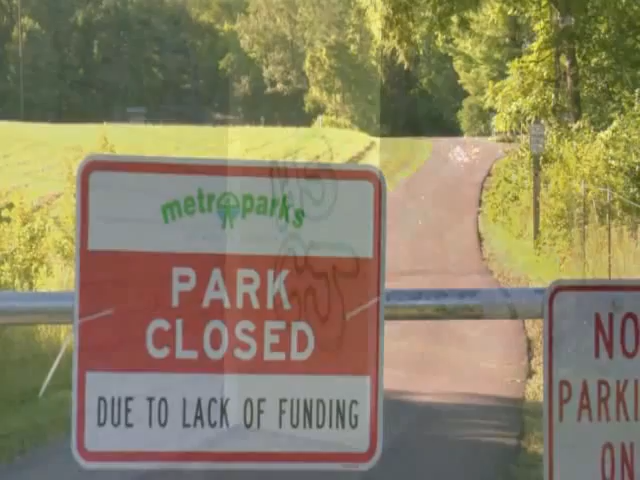 metroparks
PARK
CLOSED
DUE TO LACK OF FUNDING
NO
PARKI
ON